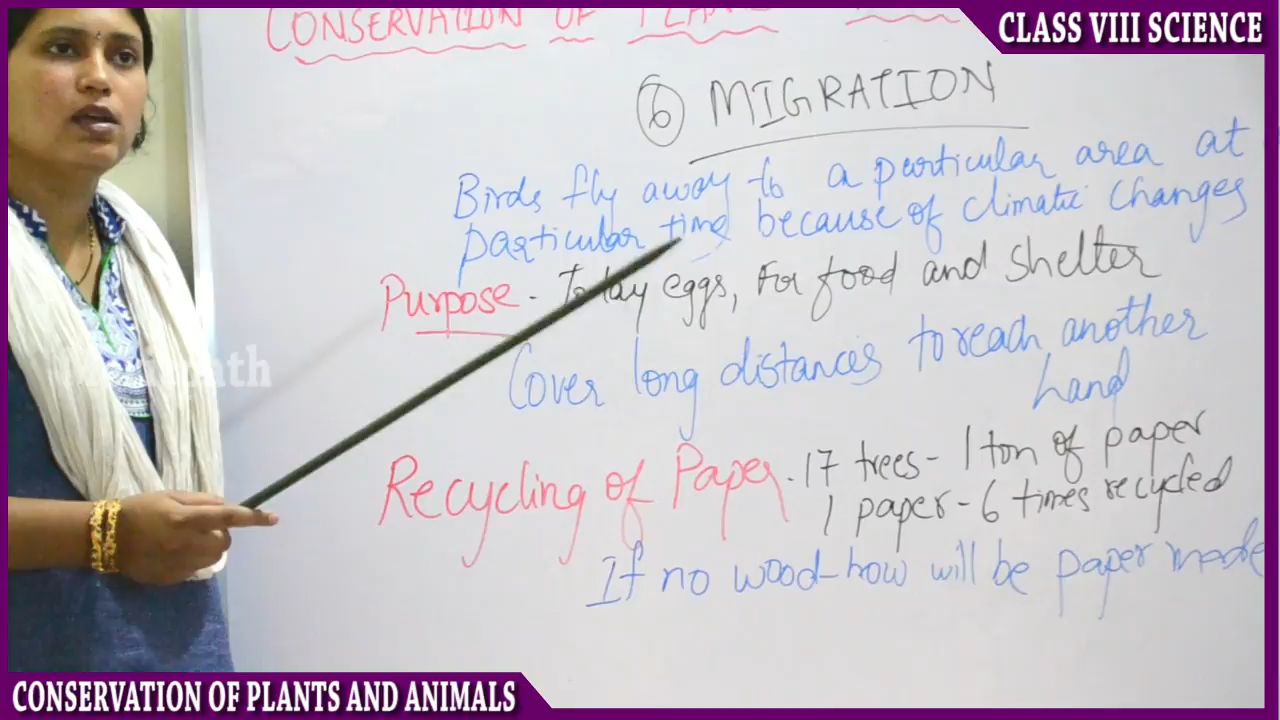 CLASS VIII SCIENCE
CONSERVATION OF PLANTS
⑥ MIGRATION
Birds fly away to a particular area at
particular time because of climatic changes
Purpose - To lay eggs, For food and shelter
Cover long distances to reach another
land
Recycling of Paper. 17 trees - 1 ton of paper
1 paper - 6 times recycled
If no wood - how will be paper made
CONSERVATION OF PLANTS AND ANIMALS